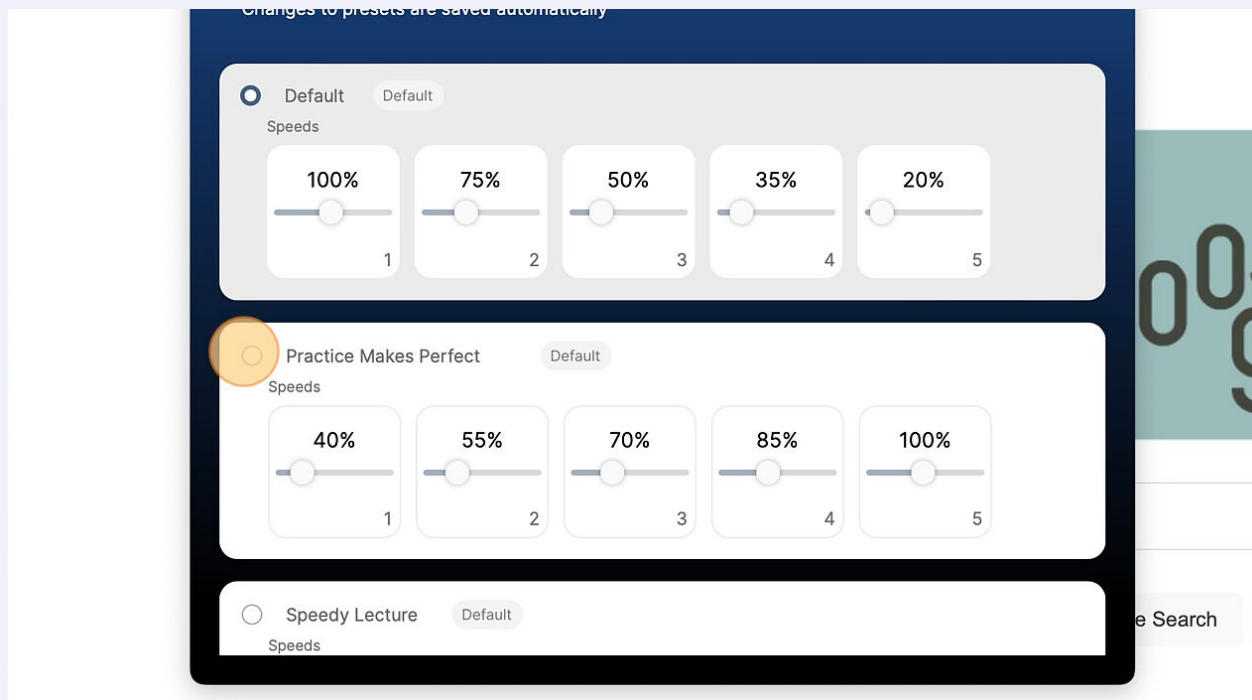 Changes to presets are saved automatically
Default Default
Speeds
100% 75% 50% 35% 20%
1 2 3 4 5
Practice Makes Perfect Default
Speeds
40% 55% 70% 85% 100%
1 2 3 4 5
Speedy Lecture Default
e Search
Speeds